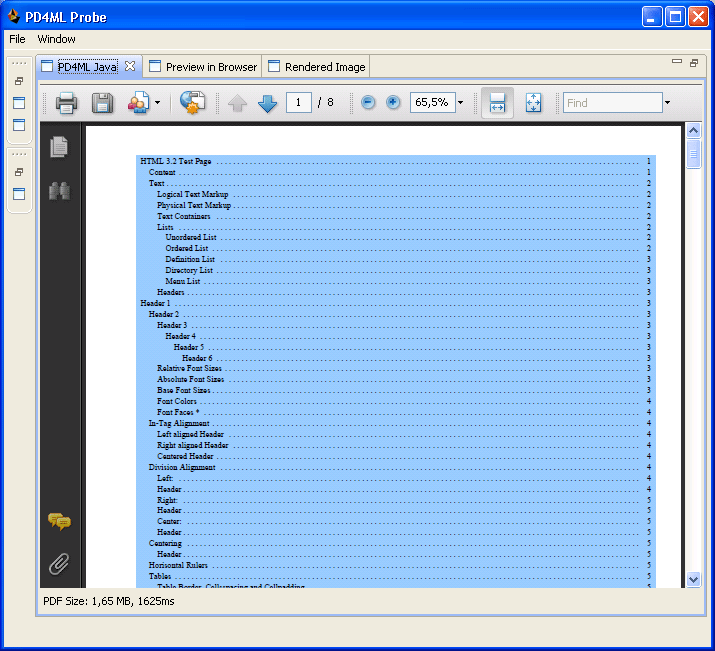 PD4ML Probe
File Window
PD4ML Java Preview in Browser Rendered Image
1 / 8 65,5% Find
HTML 3.2 Test Page 1
Content 1
Text 2
Logical Text Markup 2
Physical Text Markup 2
Text Containers 2
Lists 2
Unordered List 2
Ordered List 2
Definition List 3
Directory List 3
Menu List 3
Headers 3
Header 1 3
Header 2 3
Header 3 3
Header 4 3
Header 5 3
Header 6 3
Relative Font Sizes 3
Absolute Font Sizes 3
Base Font Sizes 3
Font Colors 4
Font Faces * 4
In-Tag Alignment 4
Left aligned Header 4
Right aligned Header 4
Centered Header 4
Division Alignment 4
Left: 4
Header 4
Right: 5
Header 5
Center: 5
Header 5
Centering 5
Header 5
Horisontal Rulers 5
Tables 5
Table Border, Cellspacing and Cellpadding 5
PDF Size: 1,65 MB, 1625ms